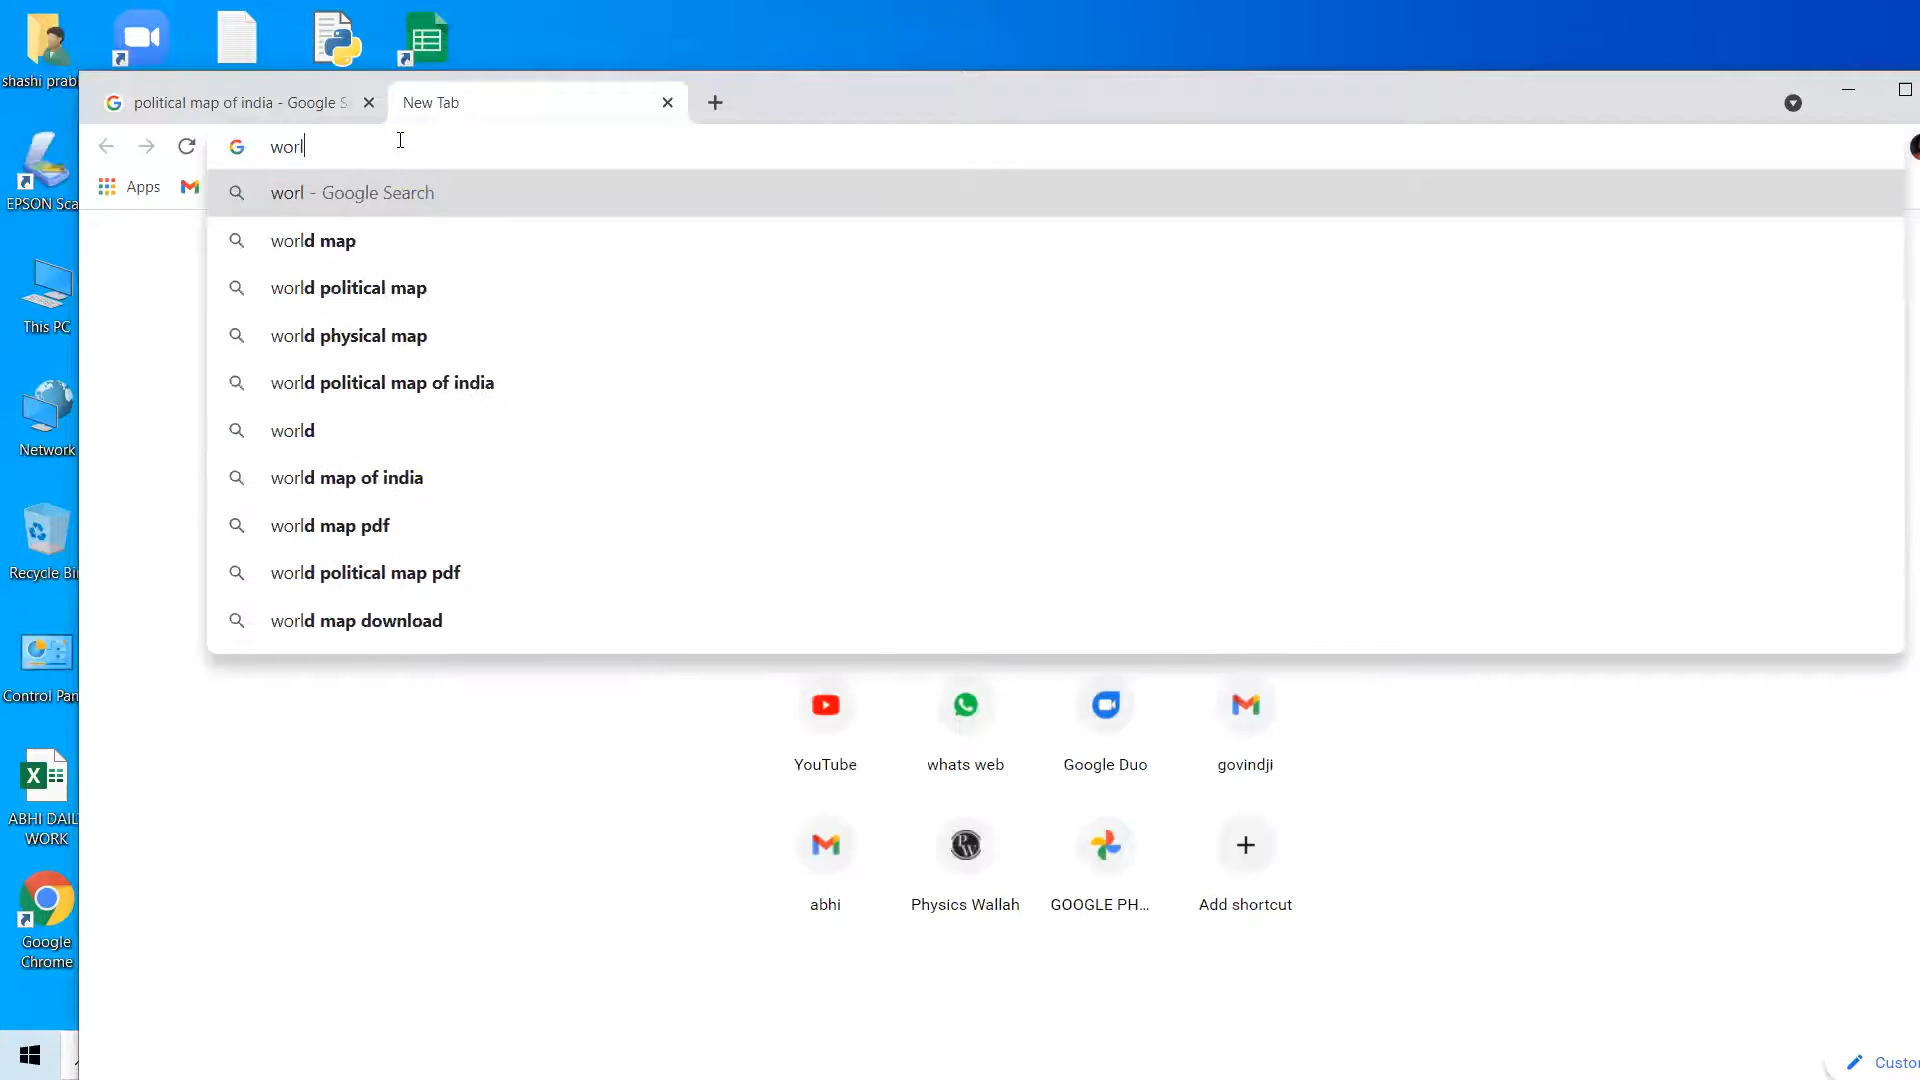 shashi prab
political map of india - Google S
New Tab
worl
Apps
worl - Google Search
world map
world political map
world physical map
world political map of india
world
world map of india
world map pdf
world political map pdf
world map download
EPSON Sca
This PC
Network
Recycle Bi
Control Pan
ABHI DAIL
WORK
Google
Chrome
YouTube
whats web
Google Duo
govindji
abhi
Physics Wallah
GOOGLE PH...
Add shortcut
PW
Custo